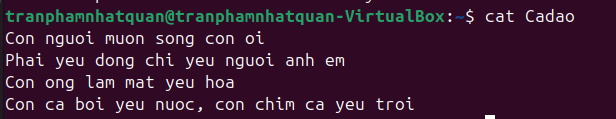 tranphamnhatquan@tranphamnhatquan-VirtualBox:~$ cat Cadao
Con nguoi muon song con oi
Phai yeu dong chi yeu nguoi anh em
Con ong lam mat yeu hoa
Con ca boi yeu nuoc, con chim ca yeu troi